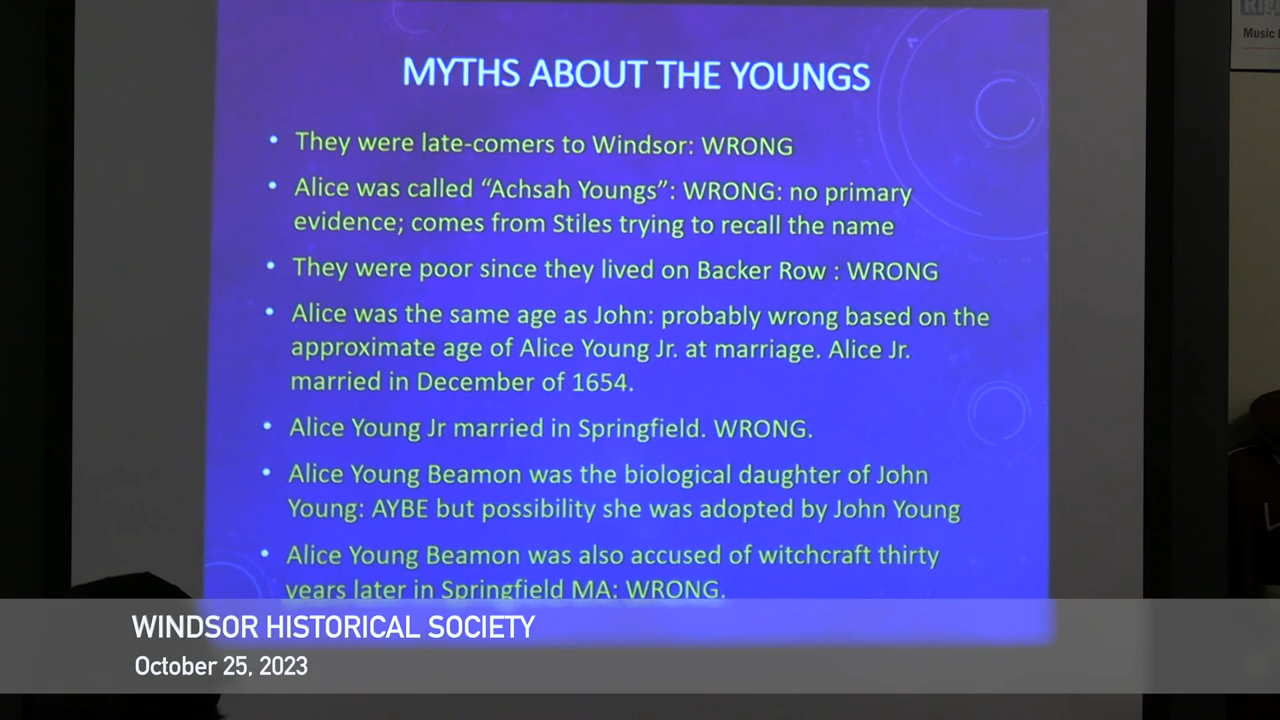 MYTHS ABOUT THE YOUNGS
• They were late-comers to Windsor: WRONG
• Alice was called “Achsah Youngs”: WRONG: no primary
evidence; comes from Stiles trying to recall the name
• They were poor since they lived on Backer Row : WRONG
• Alice was the same age as John: probably wrong based on the
approximate age of Alice Young Jr. at marriage. Alice Jr.
married in December of 1654.
• Alice Young Jr married in Springfield. WRONG.
• Alice Young Beamon was the biological daughter of John
Young: AYBE but possibility she was adopted by John Young
• Alice Young Beamon was also accused of witchcraft thirty
years later in Springfield MA: WRONG.
WINDSOR HISTORICAL SOCIETY
October 25, 2023
Music